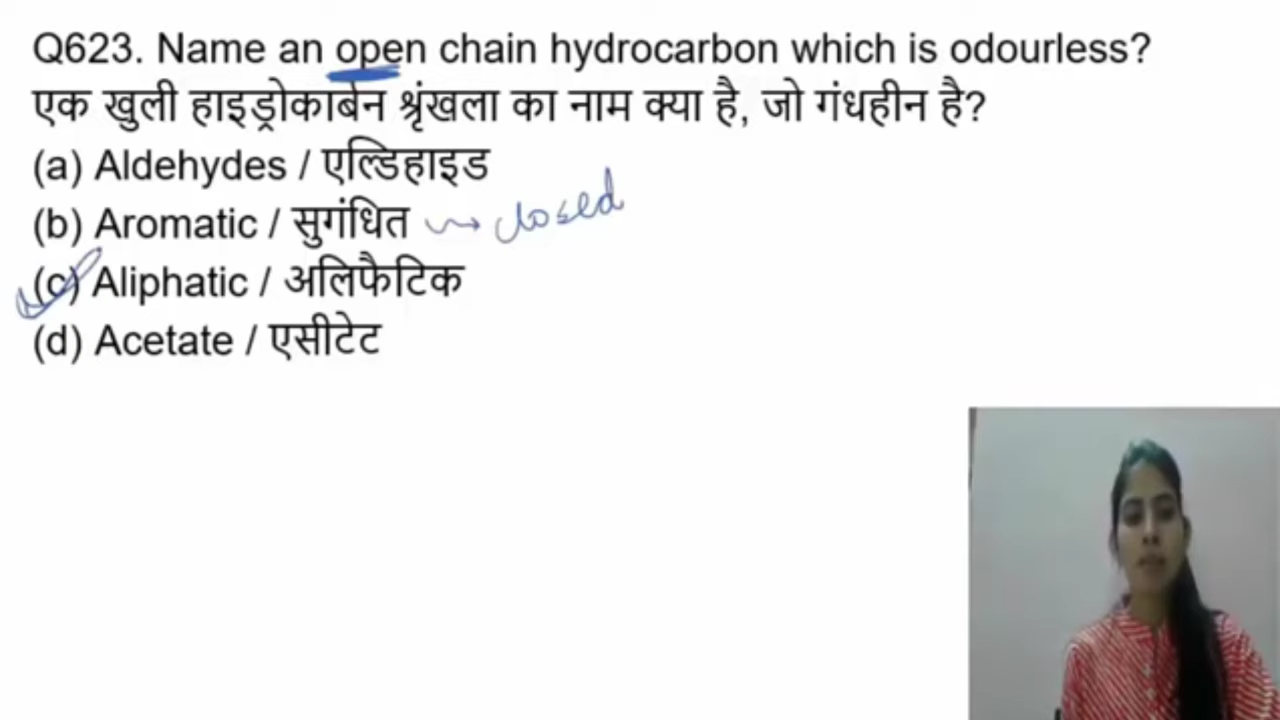 Q623. Name an open chain hydrocarbon which is odourless?
एक खुली हाइड्रोकार्बन श्रृंखला का नाम क्या है, जो गंधहीन है?
(a) Aldehydes / एल्डिहाइड
(b) Aromatic / सुगंधित → closed
(c) Aliphatic / अलिफैटिक
(d) Acetate / एसीटेट